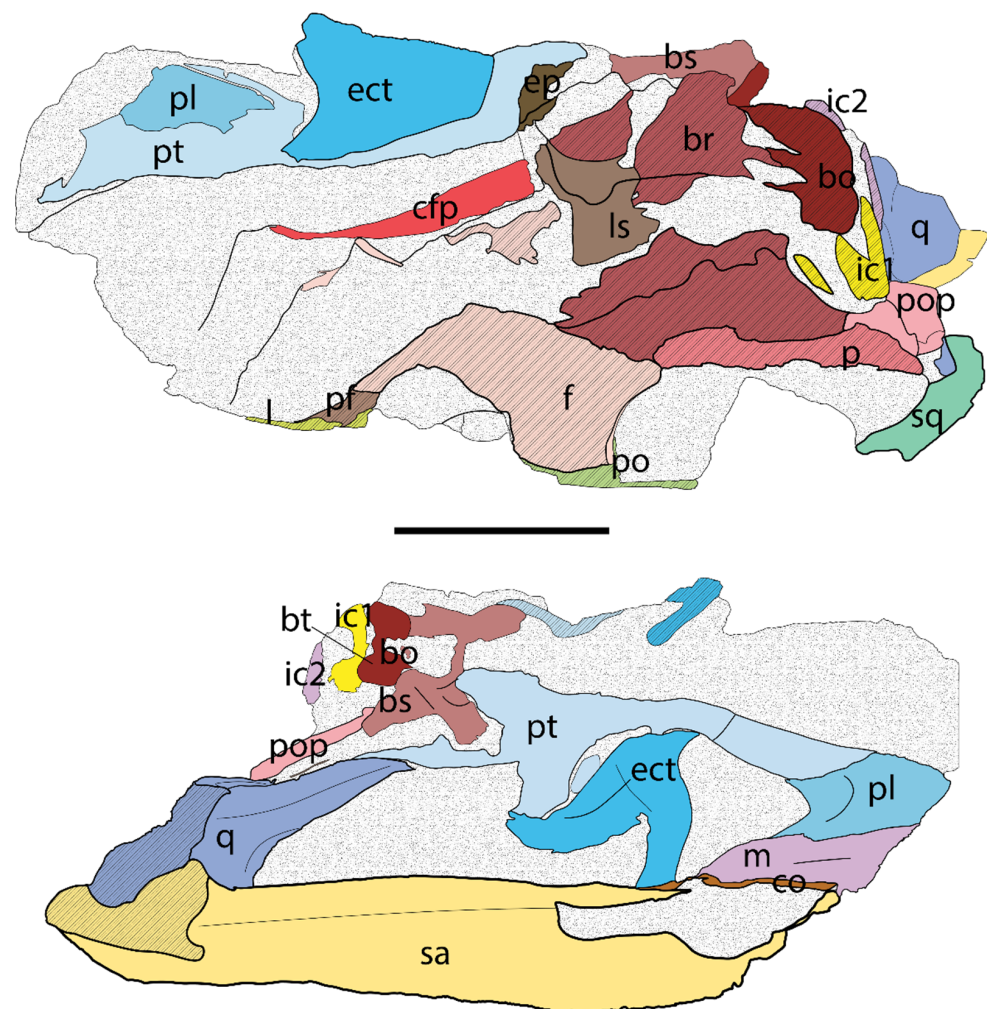 bs
ep
ect
pl
ic2
br
pt
bo
cfp
ls
q
ic1
pop
p
pf
f
l
sq
po
ic1
bt
bo
ic2
bs
pt
pop
ect
pl
q
m
co
sa